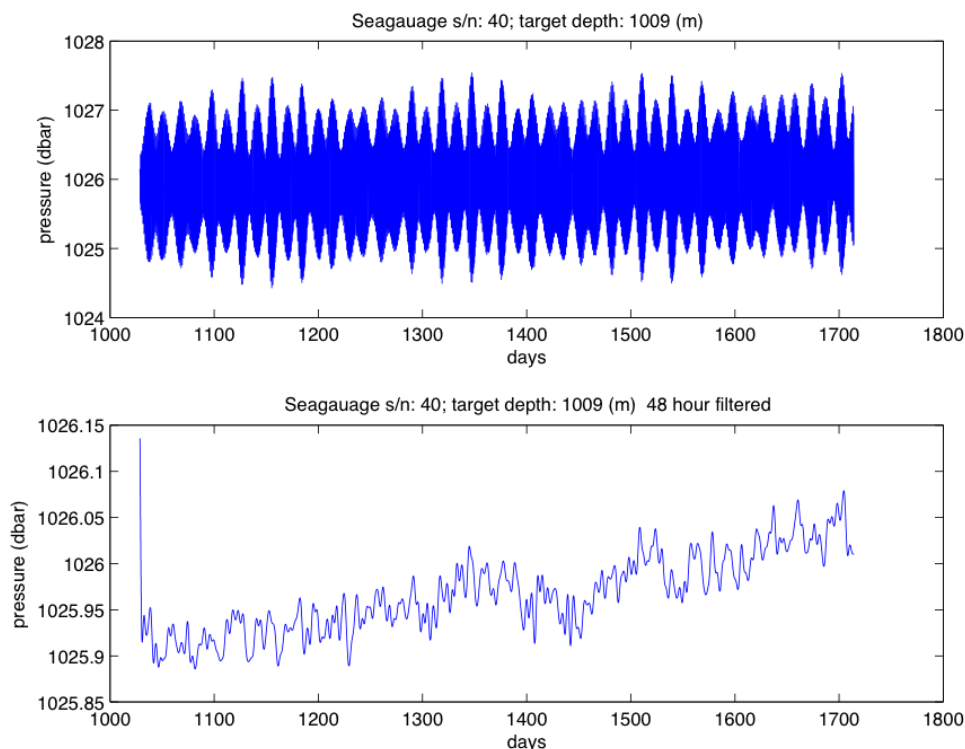 Seagauage s/n: 40; target depth: 1009 (m)
1028
1027
1026
1025
1024
pressure (dbar)
1000 1100 1200 1300 1400 1500 1600 1700 1800
days
Seagauage s/n: 40; target depth: 1009 (m) 48 hour filtered
1026.15
1026.1
1026.05
1026
1025.95
1025.9
1025.85
pressure (dbar)
1000 1100 1200 1300 1400 1500 1600 1700 1800
days